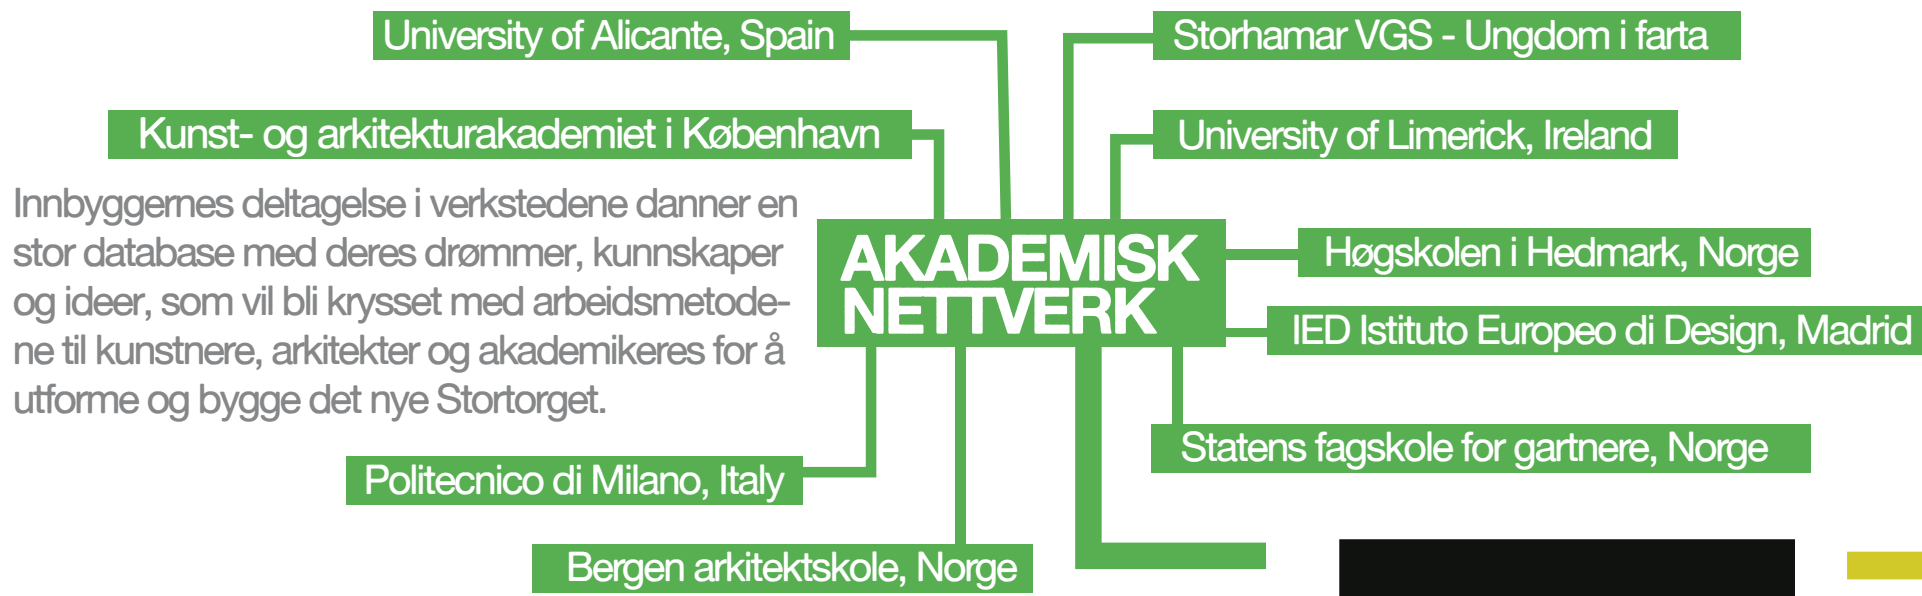 University of Alicante, Spain
Storhamar VGS - Ungdom i farta
Kunst- og arkitekturakademiet i København
University of Limerick, Ireland
Innbyggernes deltagelse i verkstedene danner en
stor database med deres drømmer, kunnskaper
og ideer, som vil bli krysset med arbeidsmetode-
ne til kunstnere, arkitekter og akademikeres for å
utforme og bygge det nye Stortorget.
AKADEMISK
NETTVERK
Høgskolen i Hedmark, Norge
IED Istituto Europeo di Design, Madrid
Statens fagskole for gartnere, Norge
Politecnico di Milano, Italy
Bergen arkitektskole, Norge